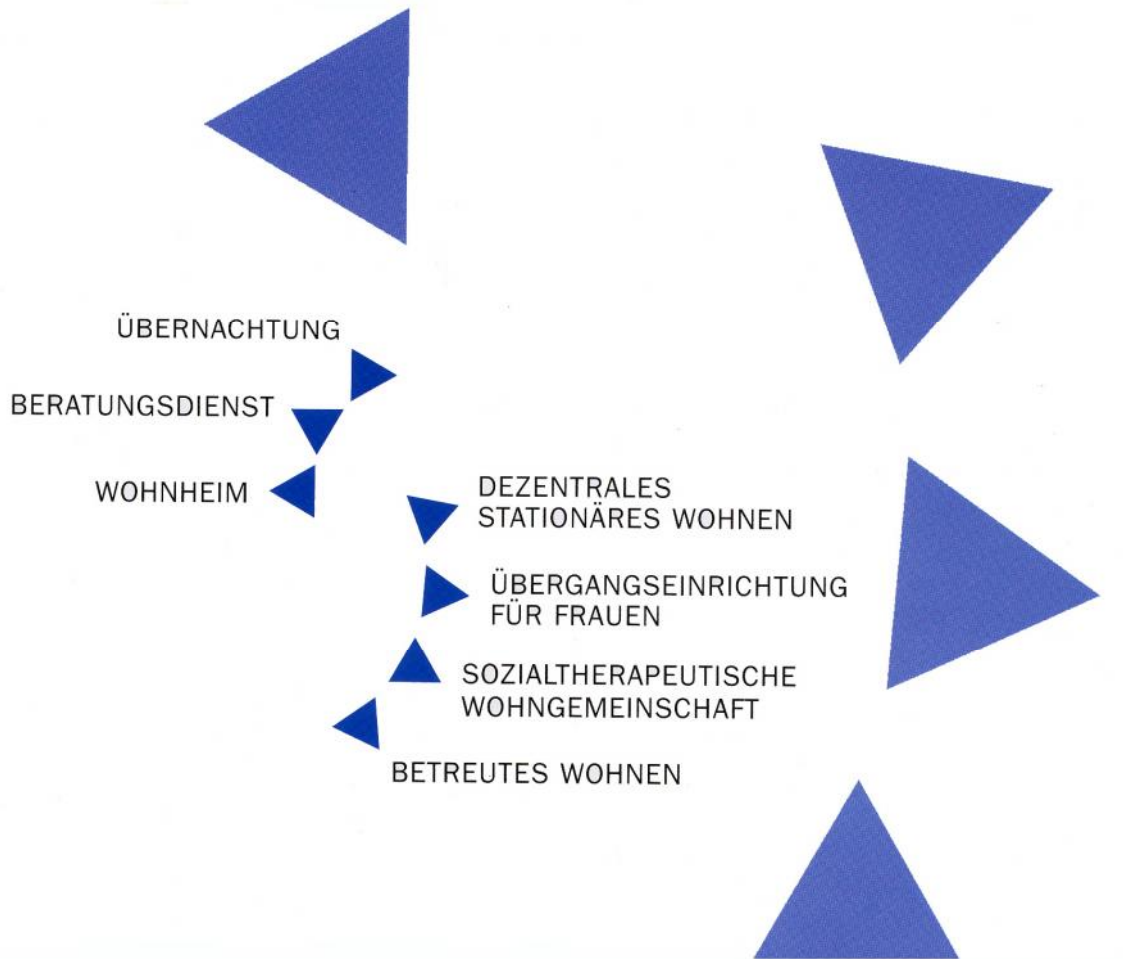 ÜBERNACHTUNG
BERATUNGSDIENST
WOHNHEIM
DEZENTRALES
STATIONÄRES WOHNEN
ÜBERGANGSEINRICHTUNG
FÜR FRAUEN
SOZIALTHERAPEUTISCHE
WOHNGEMEINSCHAFT
BETREUTES WOHNEN